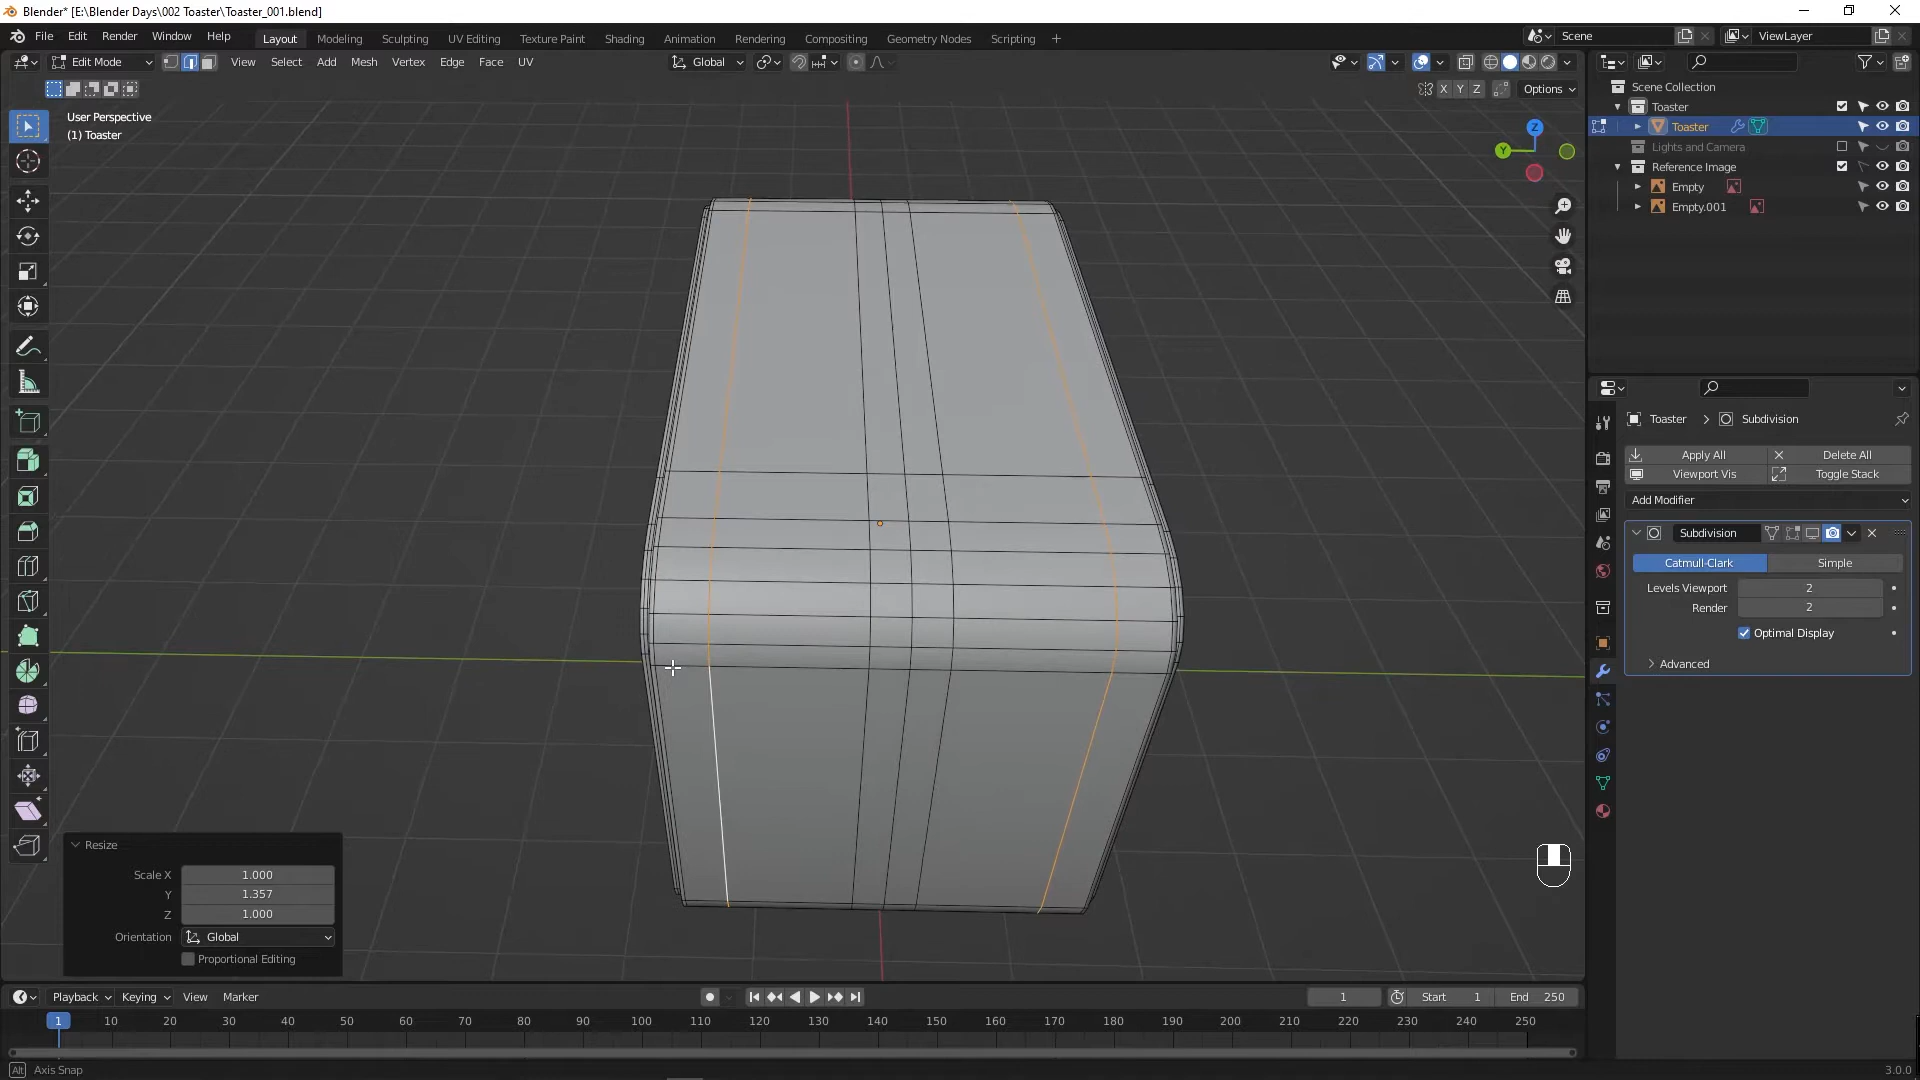 Blender* [E:\Blender Days\002 Toaster\Toaster_001.blend]
File Edit Render Window Help Layout Modeling Sculpting UV Editing Texture Paint Shading Animation Rendering Compositing Geometry Nodes Scripting + Scene ViewLayer
Edit Mode View Select Add Mesh Vertex Edge Face UV Global
X Y Z Options
Scene Collection
Toaster
Toaster
Lights and Camera
Reference Image
Empty
Empty.001
User Perspective
(1) Toaster
Z
Y
Toaster > Subdivision
Apply All Delete All
Viewport Vis Toggle Stack
Add Modifier
Subdivision
Catmull-Clark Simple
Levels Viewport 2
Render 2
Optimal Display
Advanced
Resize
Scale X 1.000
Y 1.357
Z 1.000
Orientation Global
Proportional Editing
Playback Keying View Marker 1 Start 1 End 250
1 10 20 30 40 50 60 70 80 90 100 110 120 130 140 150 160 170 180 190 200 210 220 230 240 250
Alt Axis Snap 3.0.0